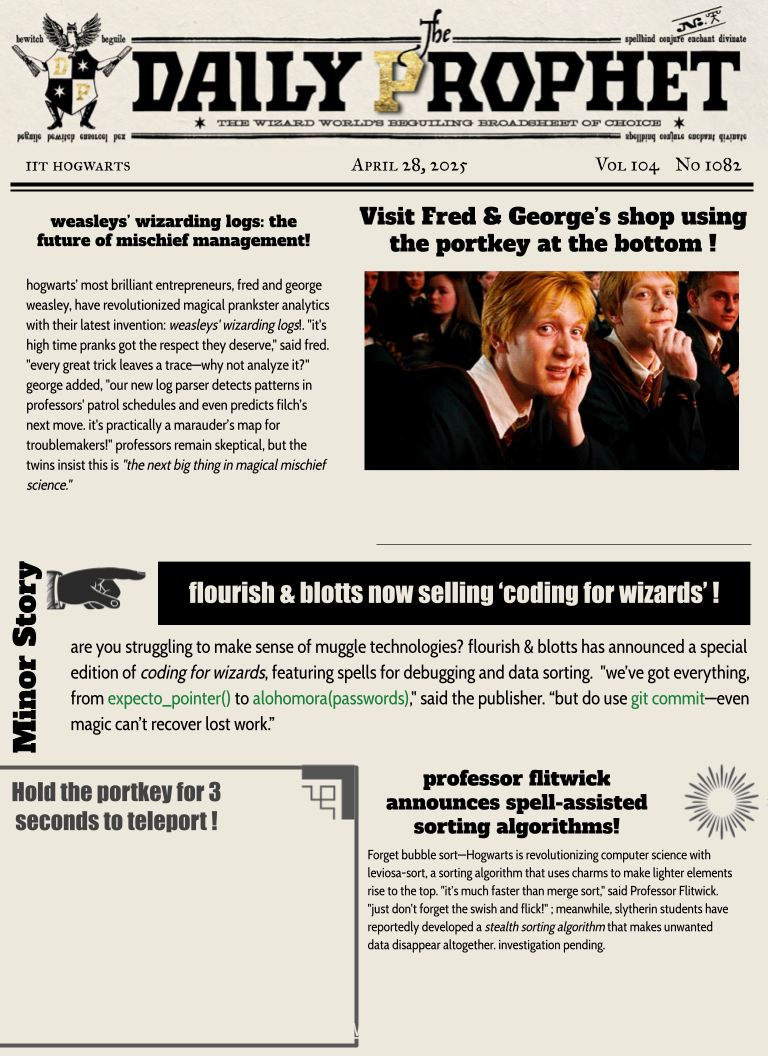 The
bewitch beguile
spellbind conjure enchant divinate
DAILY PROPHET
D
P
THE WIZARD WORLD'S BEGUILING BROADSHEET OF CHOICE
IIT HOGWARTS April 28, 2025 Vol 104 No 1082
weasleys' wizarding logs: the
future of mischief management!
hogwarts' most brilliant entrepreneurs, fred and george
weasley, have revolutionized magical prankster analytics
with their latest invention: weasleys' wizarding logs!. "it's
high time pranks got the respect they deserve," said fred.
"every great trick leaves a trace—why not analyze it?"
george added, "our new log parser detects patterns in
professors' patrol schedules and even predicts filch's
next move. it's practically a marauder's map for
troublemakers!" professors remain skeptical, but the
twins insist this is "the next big thing in magical mischief
science."
Visit Fred & George's shop using
the portkey at the bottom !
Minor Story
flourish & blotts now selling ‘coding for wizards’ !
are you struggling to make sense of muggle technologies? flourish & blotts has announced a special
edition of coding for wizards, featuring spells for debugging and data sorting. "we've got everything,
from expecto_pointer() to alohomora(passwords)," said the publisher. “but do use git commit—even
magic can't recover lost work.”
Hold the portkey for 3
seconds to teleport !
professor flitwick
announces spell-assisted
sorting algorithms!
Forget bubble sort—Hogwarts is revolutionizing computer science with
leviosa-sort, a sorting algorithm that uses charms to make lighter elements
rise to the top. "it's much faster than merge sort," said Professor Flitwick.
"just don't forget the swish and flick!" ; meanwhile, slytherin students have
reportedly developed a stealth sorting algorithm that makes unwanted
data disappear altogether. investigation pending.